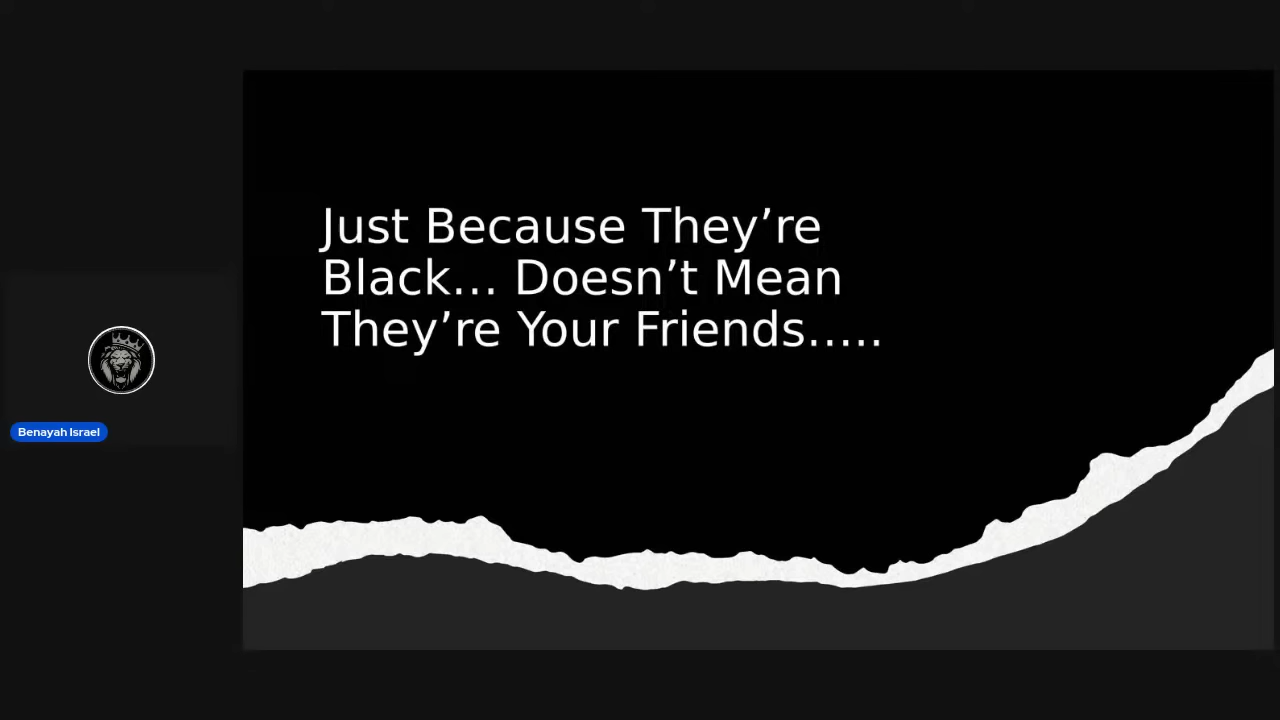 Just Because They’re
Black... Doesn’t Mean
They’re Your Friends.....
Benayah Israel